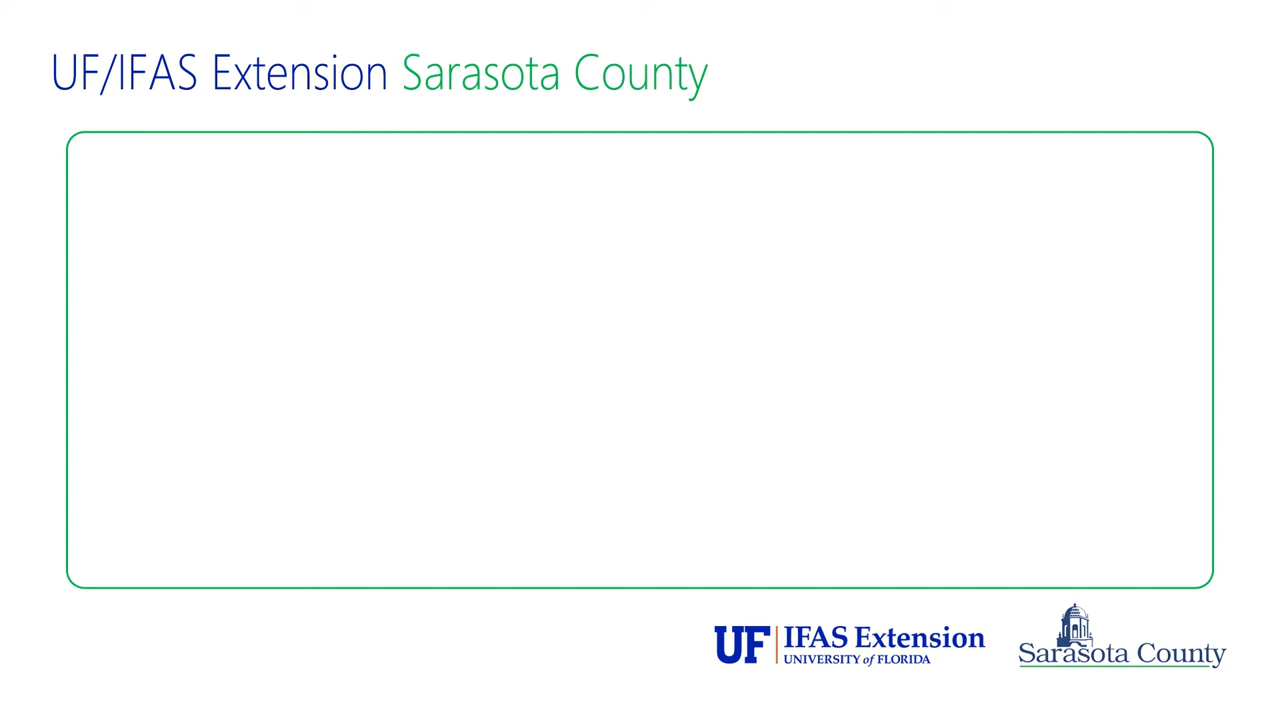 UF/IFAS Extension Sarasota County
UF IFAS Extension
UNIVERSITY of FLORIDA
Sarasota County